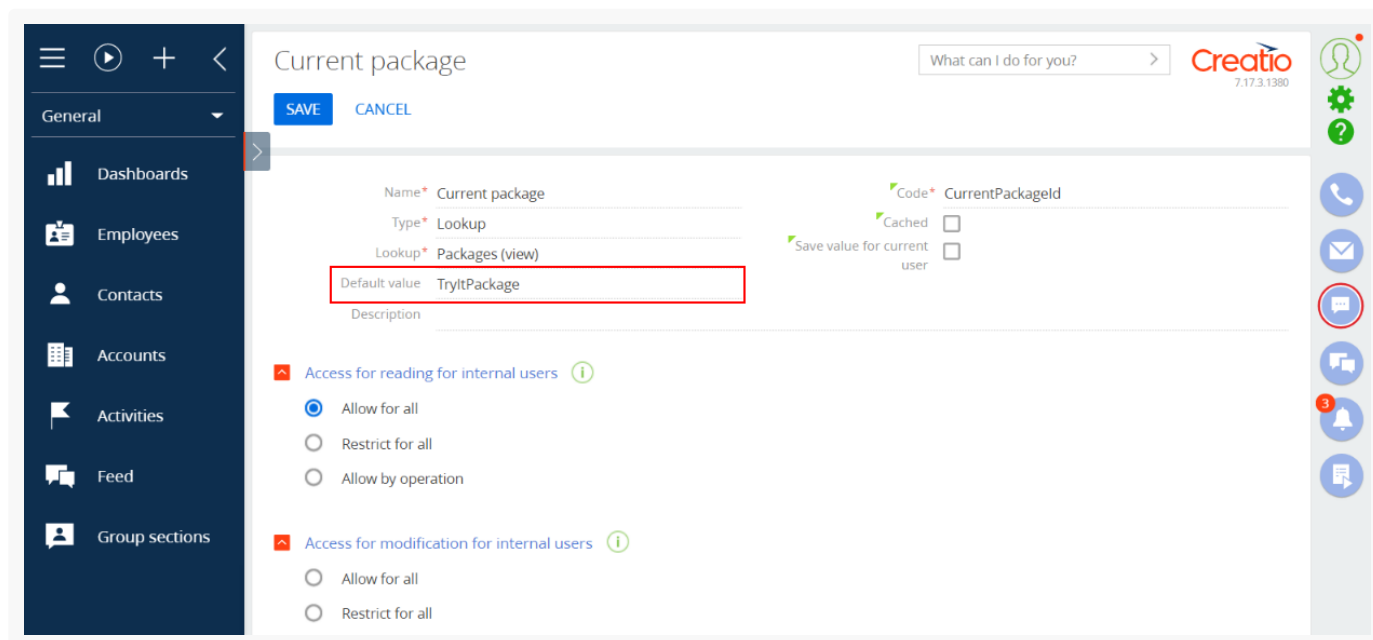 Current package
What can I do for you?
Creatio
7.17.3.1380
SAVE CANCEL
General
Dashboards
Employees
Contacts
Accounts
Activities
Feed
Group sections
Name* Current package
Type* Lookup
Lookup* Packages (view)
Default value TryItPackage
Description
Code* CurrentPackageId
Cached
Save value for current
user
Access for reading for internal users i
Allow for all
Restrict for all
Allow by operation
Access for modification for internal users i
Allow for all
Restrict for all
?
3